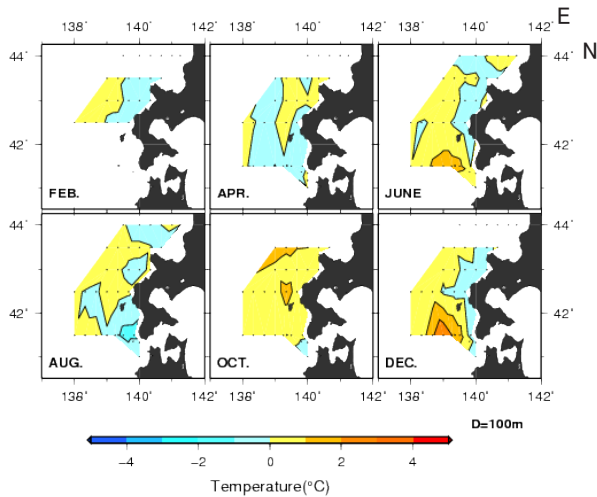 E
138° 140° 142° 138° 140° 142° 138° 140° 142°
44° 44° N
42° 42°
FEB. APR. JUNE
44° 44°
42° 42°
AUG. OCT. DEC.
136° 138° 140° 142° 136° 138° 140° 142° 136° 138° 140° 142°
D=100m
−4 −2 0 2 4
Temperature(°C)